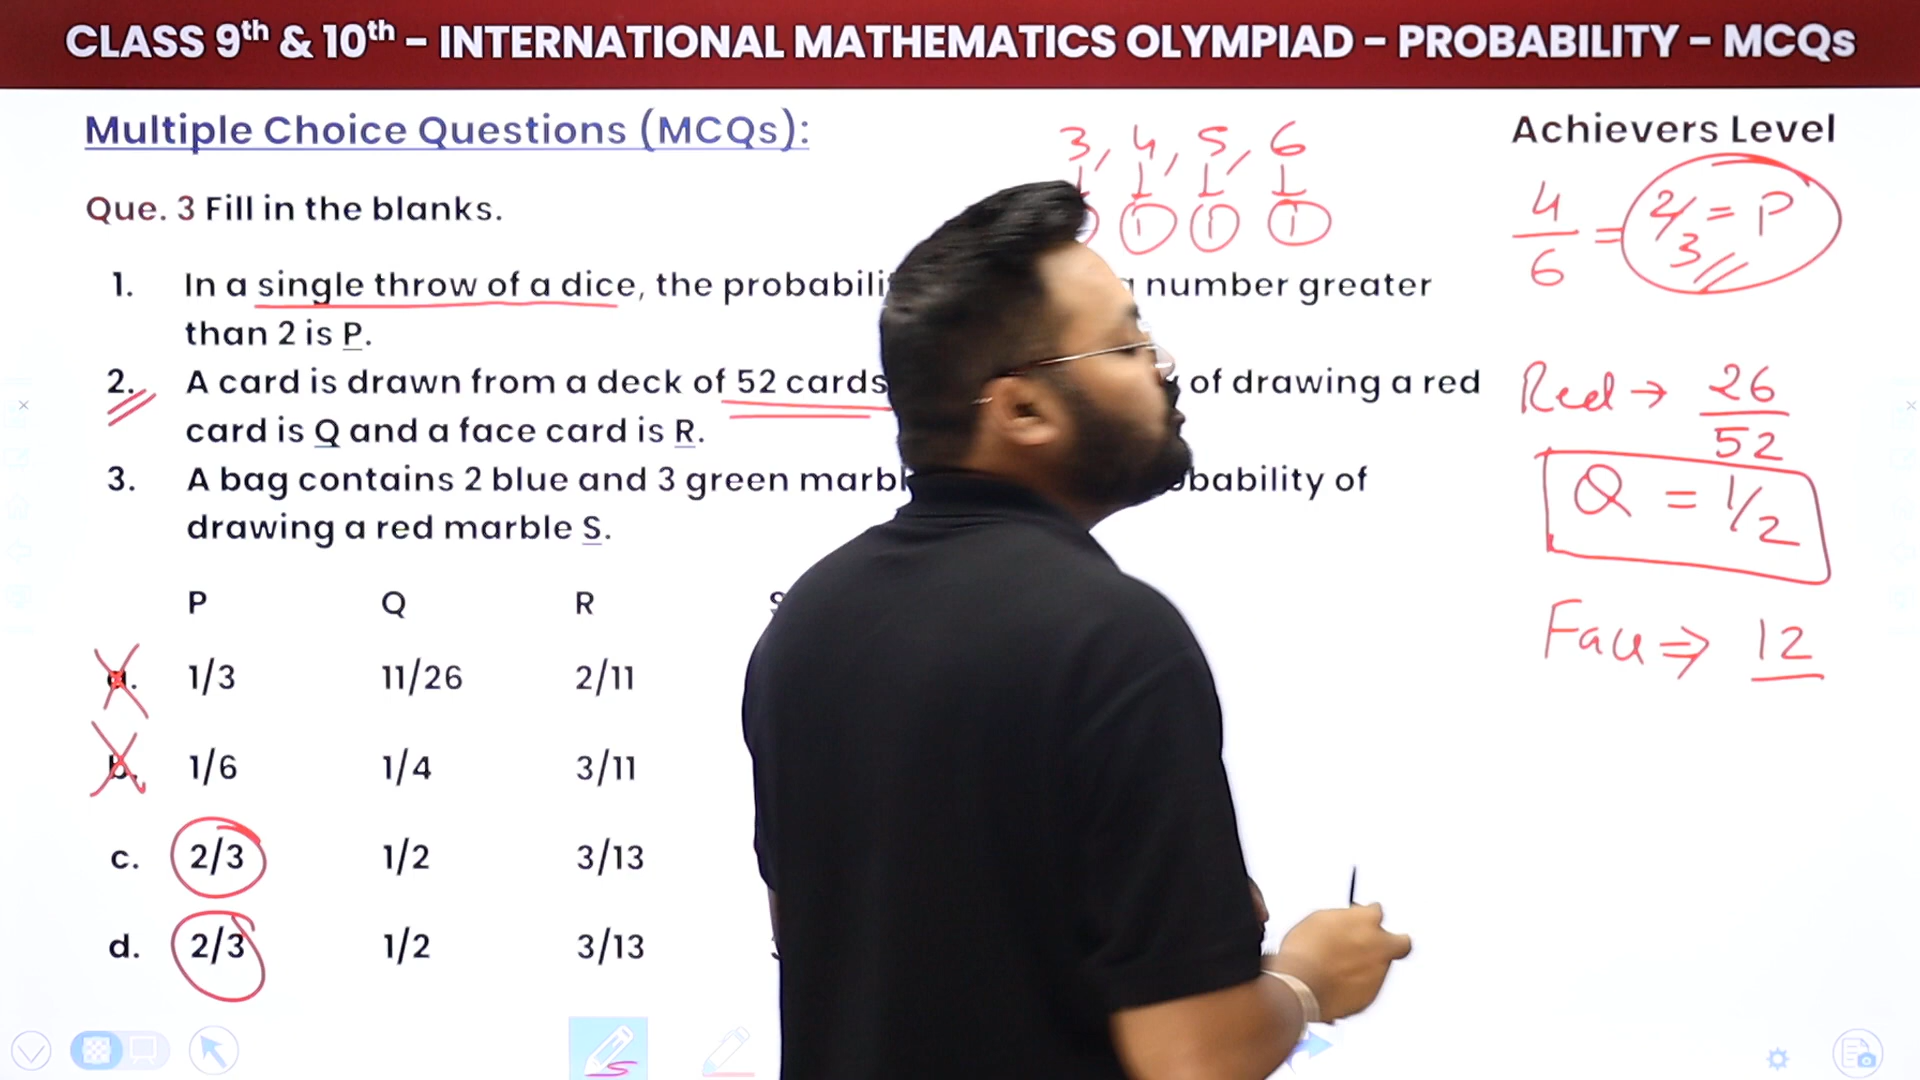 CLASS 9th & 10th - INTERNATIONAL MATHEMATICS OLYMPIAD - PROBABILITY - MCQs
Multiple Choice Questions (MCQs):
Achievers Level
3, 4, 5, 6
1 1 1
4/6 = 2/3 = P
Que. 3 Fill in the blanks.
1. In a single throw of a dice, the number greater
than 2 is P.
2. A card is drawn from a deck of 52 cards of drawing a red
card is Q and a face card is R.
Red → 26/52
3. A bag contains 2 blue and 3 green of
drawing a red marble S.
Q = 1/2
P Q R
Face ⇒ 12
a. 1/3 11/26 2/11
b. 1/6 1/4 3/11
c. 2/3 1/2 3/13
d. 2/3 1/2 3/13